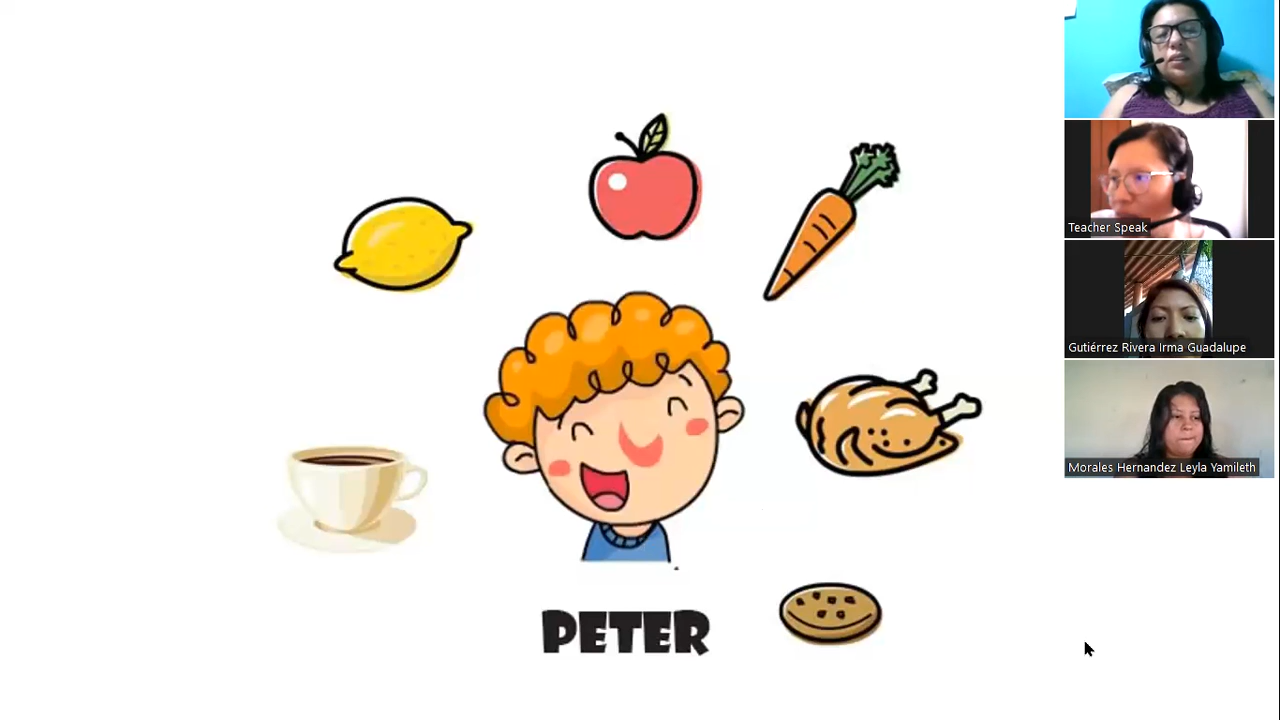 Teacher Speak
Gutiérrez Rivera Irma Guadalupe
Morales Hernandez Leyla Yamileth
PETER